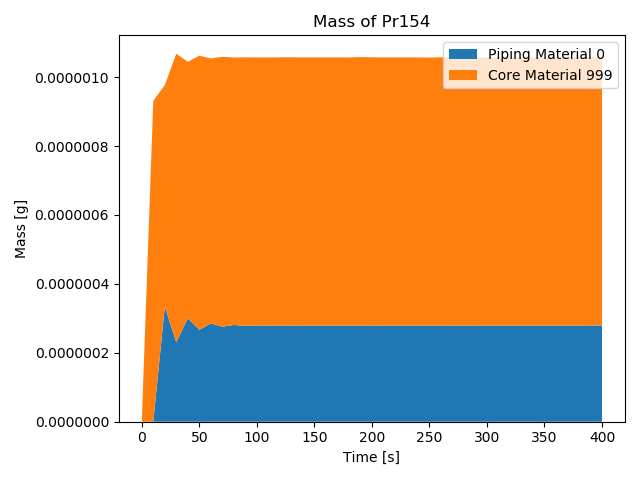 Mass of Pr154
Piping Material 0
Core Material 999
Mass [g]
0.0000010
0.0000008
0.0000006
0.0000004
0.0000002
0.0000000
0 50 100 150 200 250 300 350 400
Time [s]